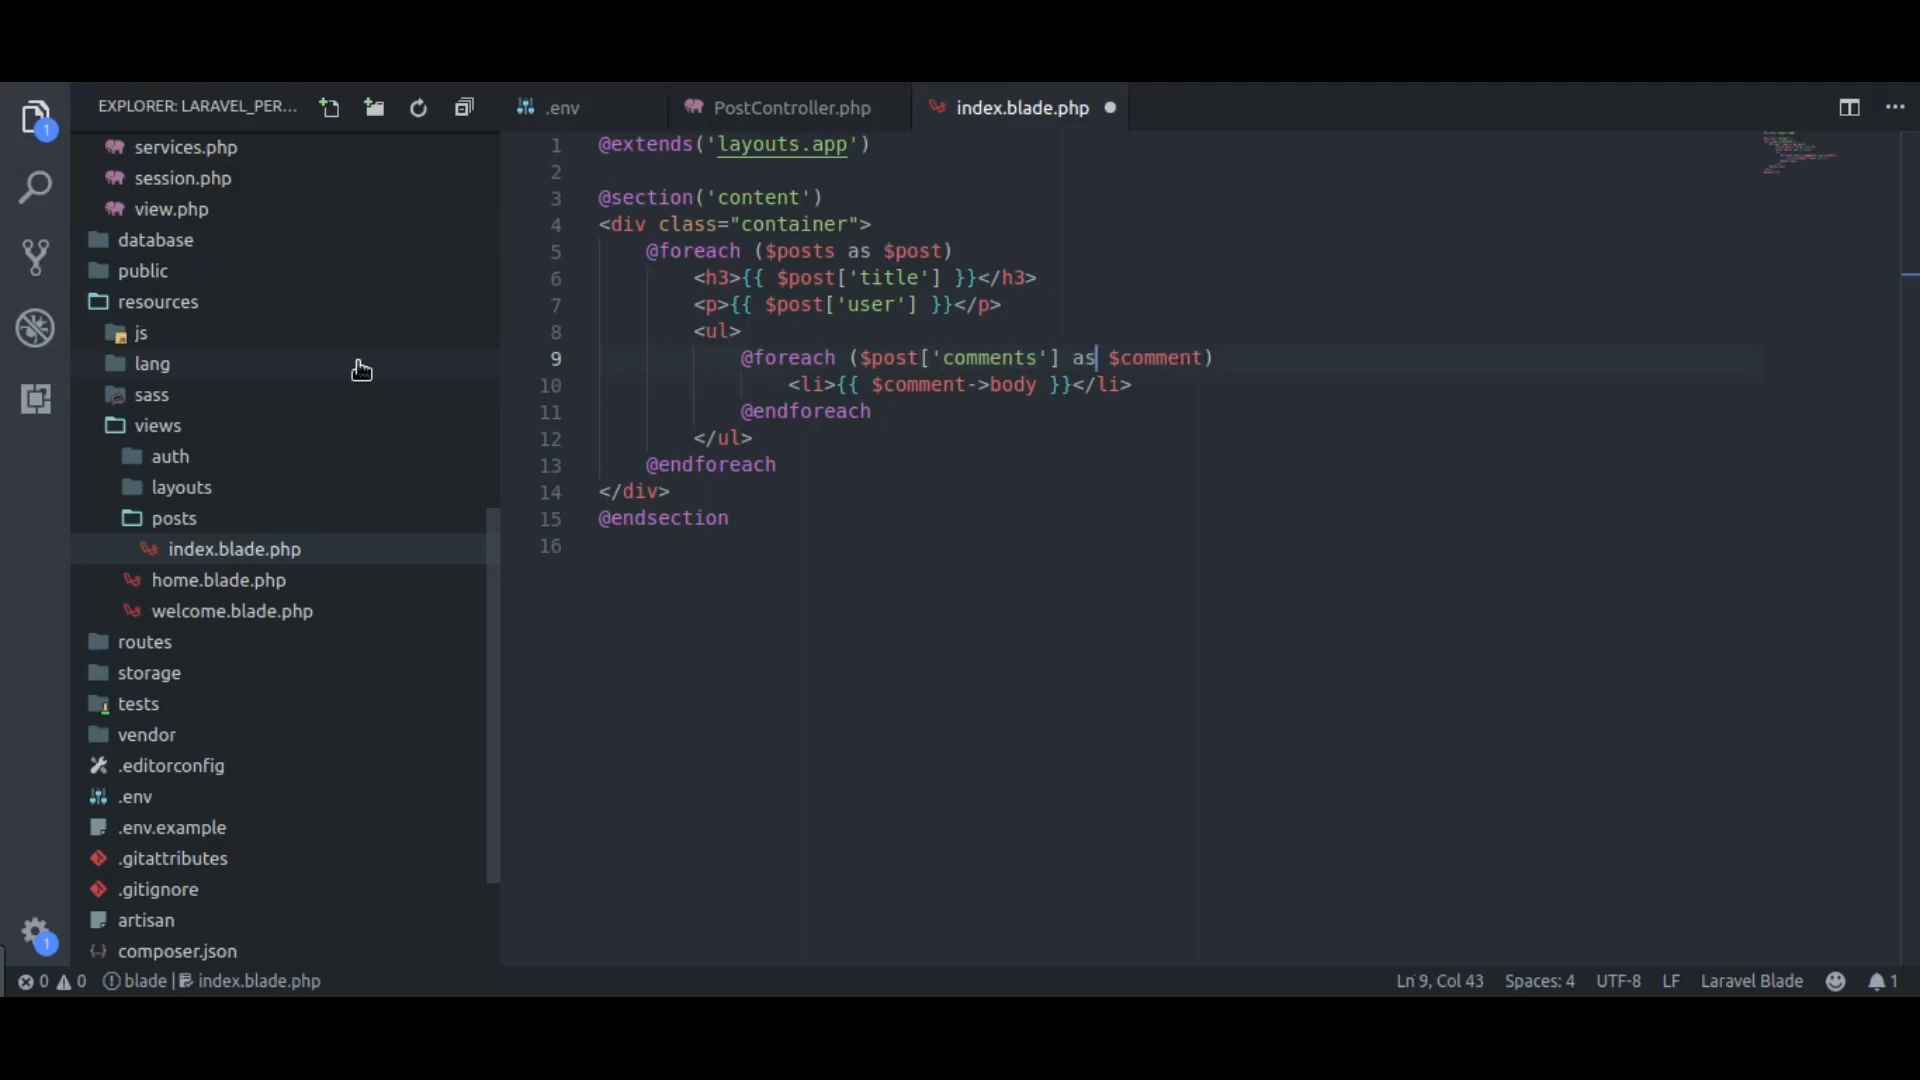 EXPLORER: LARAVEL_PER...
services.php
session.php
view.php
database
public
resources
js
lang
sass
views
auth
layouts
posts
index.blade.php
home.blade.php
welcome.blade.php
routes
storage
tests
vendor
.editorconfig
.env
.env.example
.gitattributes
.gitignore
artisan
composer.json
1
1
.env
PostController.php
index.blade.php
1 @extends('layouts.app')
2
3 @section('content')
4 <div class="container">
5 @foreach ($posts as $post)
6 <h3>{{ $post['title'] }}</h3>
7 <p>{{ $post['user'] }}</p>
8 <ul>
9 @foreach ($post['comments'] as $comment)
10 <li>{{ $comment->body }}</li>
11 @endforeach
12 </ul>
13 @endforeach
14 </div>
15 @endsection
16
0 0 blade | index.blade.php
Ln 9, Col 43 Spaces: 4 UTF-8 LF Laravel Blade 1